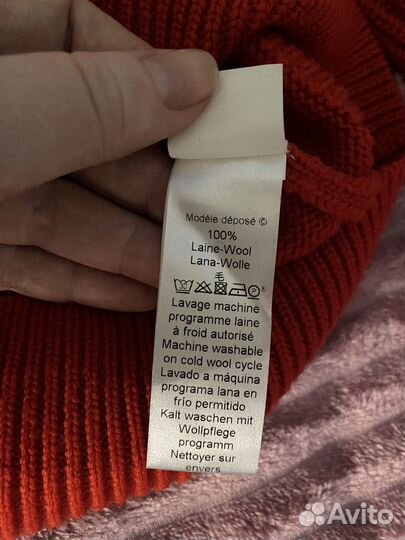 Modèle déposé ©
100%
Laine-Wool
Lana-Wolle
Lavage machine
programme laine
à froid autorisé
Machine washable
on cold wool cycle
Lavado a máquina
programa lana en
frío permitido
Kalt waschen mit
Wollpflege
programm
Nettoyer sur
envers
Avito